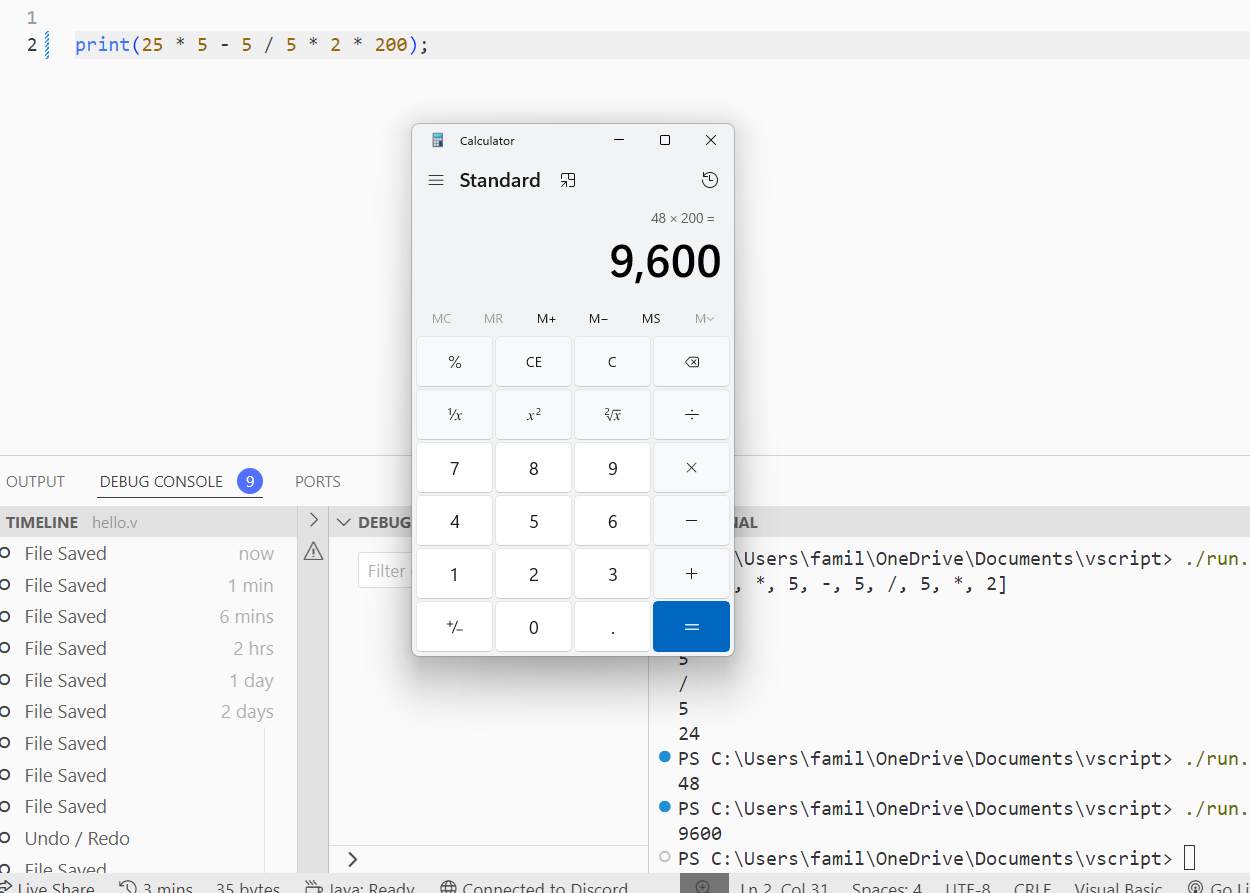 1
2 print(25 * 5 - 5 / 5 * 2 * 200);
Calculator
Standard
48 × 200 =
9,600
MC MR M+ M− MS M
% CE C
¹⁄x x² ²√x ÷
7 8 9 ×
4 5 6 −
1 2 3 +
+/− 0 . =
OUTPUT DEBUG CONSOLE 9 PORTS
TIMELINE hello.v
File Saved now
File Saved 1 min
File Saved 6 mins
File Saved 2 hrs
File Saved 1 day
File Saved 2 days
File Saved
File Saved
File Saved
Undo / Redo
File Saved
DEBUG
Filter
NAL
\Users\famil\OneDrive\Documents\vscript> ./run.
, *, 5, -, 5, /, 5, *, 2]
5
/
5
24
PS C:\Users\famil\OneDrive\Documents\vscript> ./run.
48
PS C:\Users\famil\OneDrive\Documents\vscript> ./run.
9600
PS C:\Users\famil\OneDrive\Documents\vscript>
>
Live Share 3 mins 35 bytes Java: Ready Connected to Discord Ln 2, Col 31 Spaces: 4 UTF-8 CRLF Visual Basic Go Li